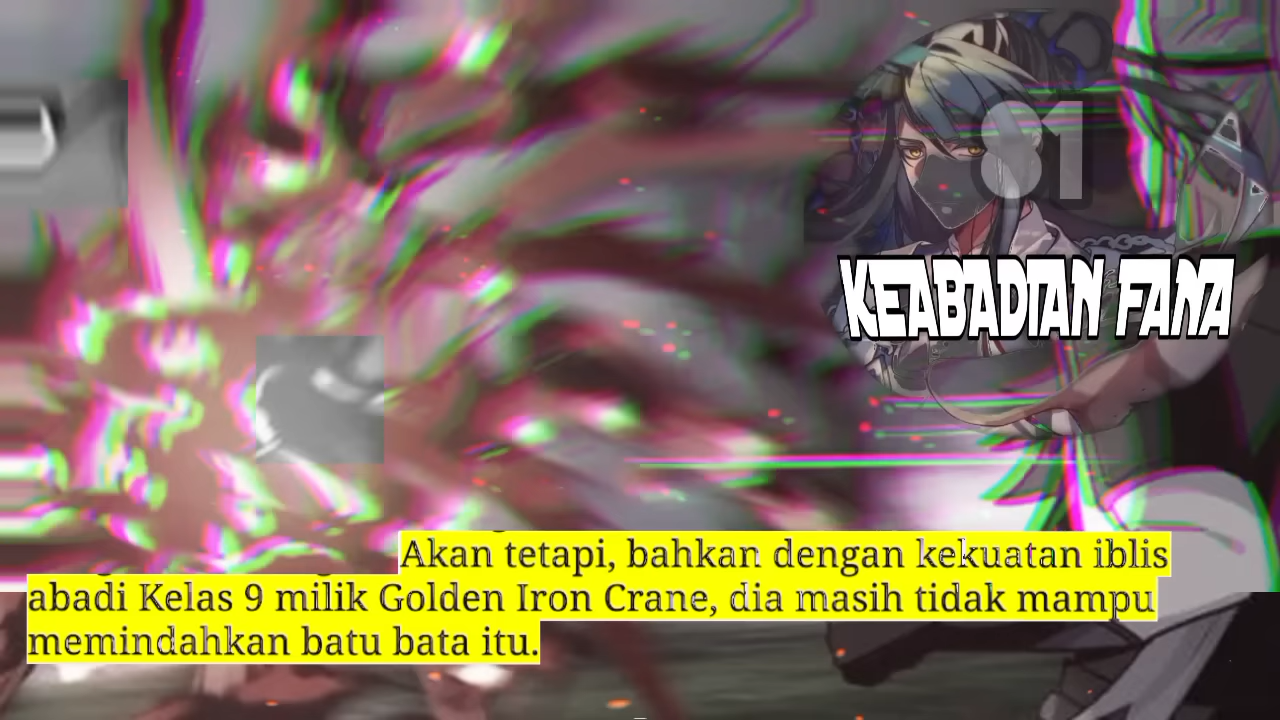 81
KEABADIAN FANA
Akan tetapi, bahkan dengan kekuatan iblis
abadi Kelas 9 milik Golden Iron Crane, dia masih tidak mampu
memindahkan batu bata itu.